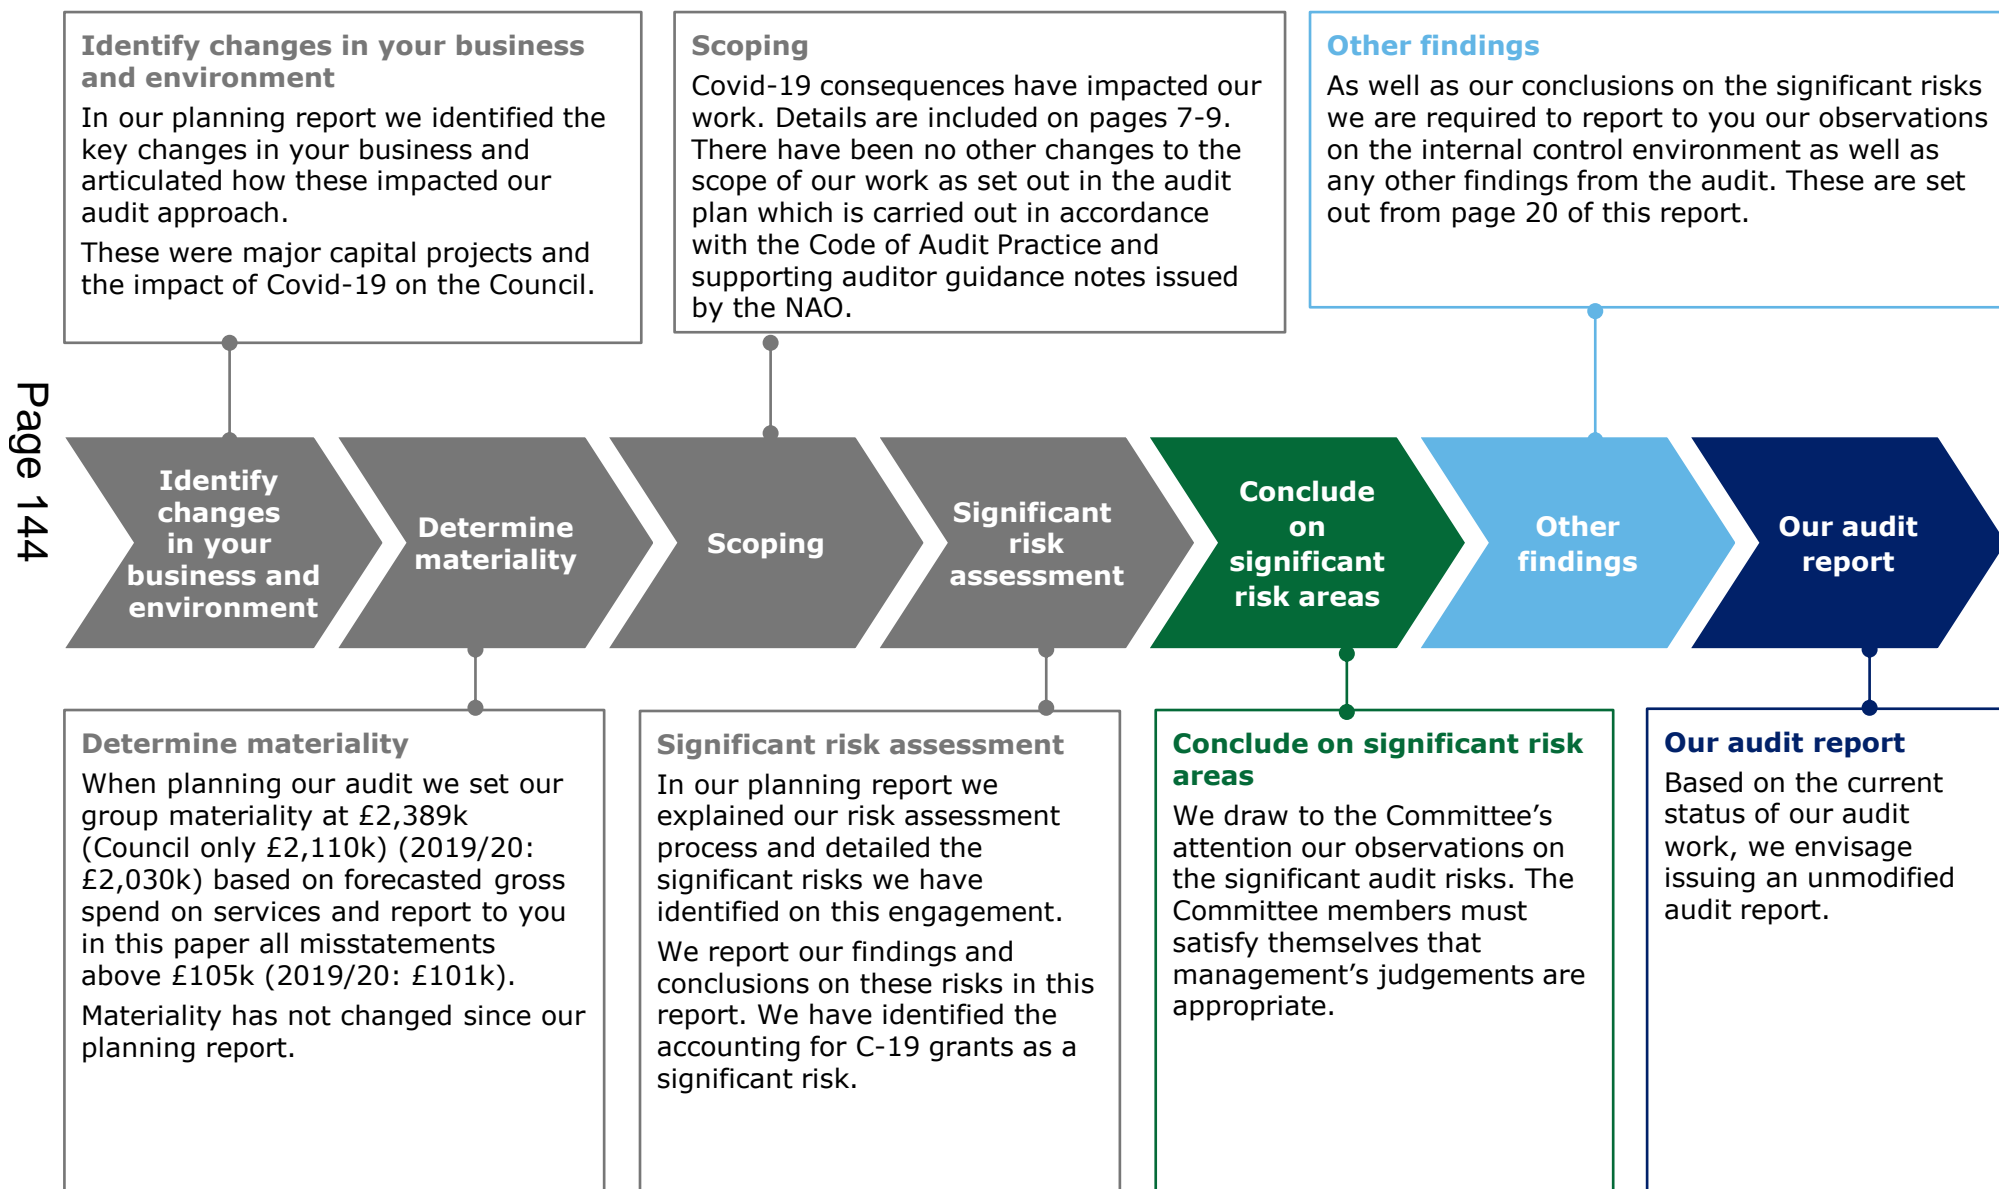 Identify changes in your business
and environment
In our planning report we identified the
key changes in your business and
articulated how these impacted our
audit approach.
These were major capital projects and
the impact of Covid-19 on the Council.
Scoping
Covid-19 consequences have impacted our
work. Details are included on pages 7-9.
There have been no other changes to the
scope of our work as set out in the audit
plan which is carried out in accordance
with the Code of Audit Practice and
supporting auditor guidance notes issued
by the NAO.
Other findings
As well as our conclusions on the significant risks
we are required to report to you our observations
on the internal control environment as well as
any other findings from the audit. These are set
out from page 20 of this report.
Page 144
Identify
changes
in your
business and
environment
Determine
materiality
Scoping
Significant
risk
assessment
Conclude
on
significant
risk areas
Other
findings
Our audit
report
Determine materiality
When planning our audit we set our
group materiality at £2,389k
(Council only £2,110k) (2019/20:
£2,030k) based on forecasted gross
spend on services and report to you
in this paper all misstatements
above £105k (2019/20: £101k).
Materiality has not changed since our
planning report.
Significant risk assessment
In our planning report we
explained our risk assessment
process and detailed the
significant risks we have
identified on this engagement.
We report our findings and
conclusions on these risks in this
report. We have identified the
accounting for C-19 grants as a
significant risk.
Conclude on significant risk
areas
We draw to the Committee’s
attention our observations on
the significant audit risks. The
Committee members must
satisfy themselves that
management’s judgements are
appropriate.
Our audit report
Based on the current
status of our audit
work, we envisage
issuing an unmodified
audit report.